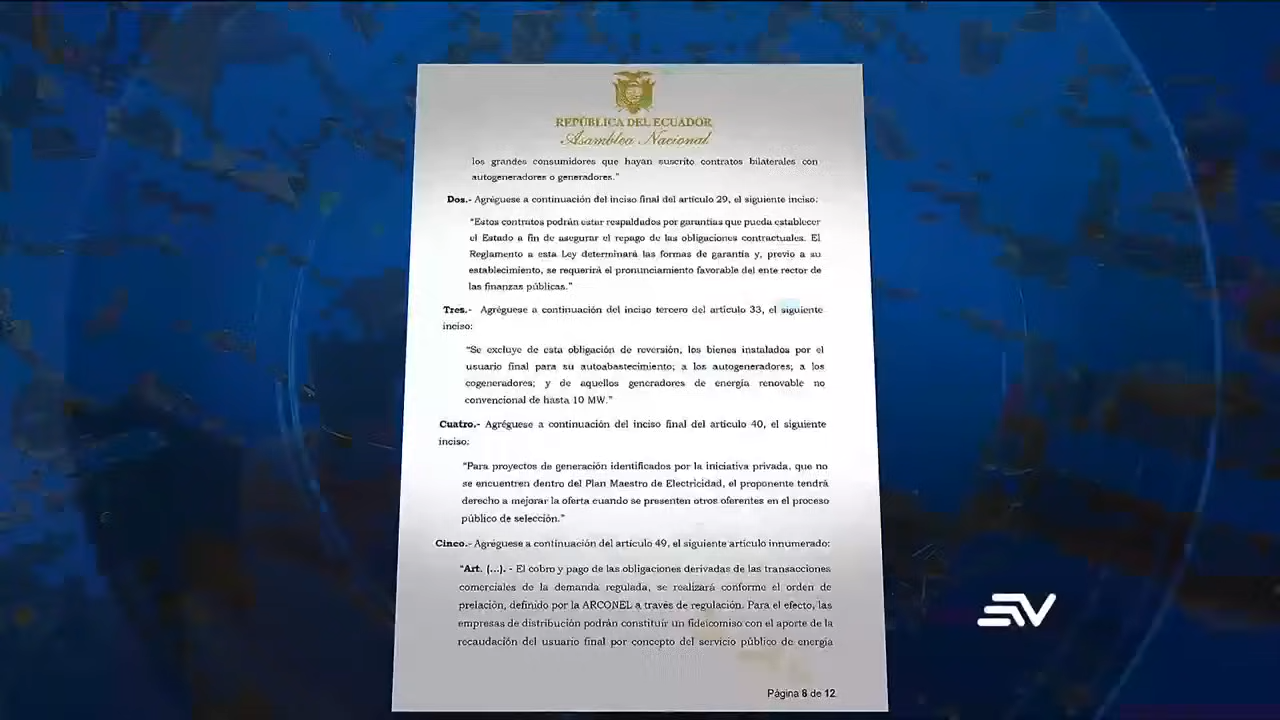 REPÚBLICA DEL ECUADOR
Asamblea Nacional
los grandes consumidores que hayan suscrito contratos bilaterales con
autogeneradores o generadores.”
Dos.- Agréguese a continuación del inciso final del artículo 29, el siguiente inciso:
“Estos contratos podrán estar respaldados por garantías que pueda establecer
el Estado a fin de asegurar el repago de las obligaciones contractuales. El
Reglamento a esta Ley determinará las formas de garantía y, previo a su
establecimiento, se requerirá el pronunciamiento favorable del ente rector de
las finanzas públicas.”
Tres.- Agréguese a continuación del inciso tercero del artículo 33, el siguiente
inciso:
“Se excluye de esta obligación de reversión, los bienes instalados por el
usuario final para su autoabastecimiento; a los autogeneradores; a los
cogeneradores; y de aquellos generadores de energía renovable no
convencional de hasta 10 MW.”
Cuatro.- Agréguese a continuación del inciso final del artículo 40, el siguiente
inciso:
“Para proyectos de generación identificados por la iniciativa privada, que no
se encuentren dentro del Plan Maestro de Electricidad, el proponente tendrá
derecho a mejorar la oferta cuando se presenten otros oferentes en el proceso
público de selección.”
Cinco.- Agréguese a continuación del artículo 49, el siguiente artículo innumerado:
“Art. (...). - El cobro y pago de las obligaciones derivadas de las transacciones
comerciales de la demanda regulada, se realizará conforme el orden de
prelación, definido por la ARCONEL a través de regulación. Para el efecto, las
empresas de distribución podrán constituir un fideicomiso con el aporte de la
recaudación del usuario final por concepto del servicio público de energía
Página 8 de 12